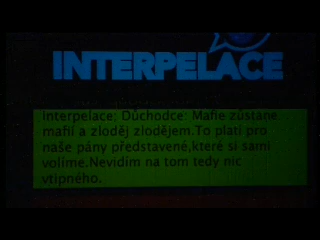 INTERPELACE
Interpelace: Důchodce: Mafie zůstane
mafií a zloděj zlodějem.To platí pro
naše pány představené,které si sami
volíme.Nevidím na tom tedy nic
vtipného.